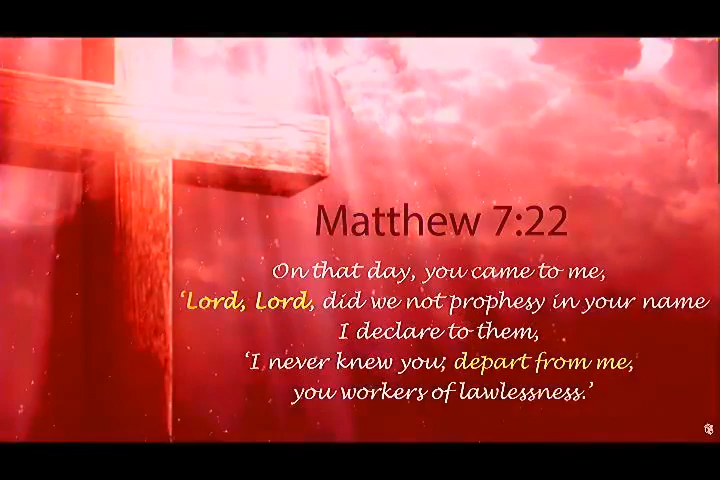 Matthew 7:22
On that day, you came to me,
‘Lord, Lord, did we not prophesy in your name
I declare to them,
‘I never knew you; depart from me,
you workers of lawlessness.’